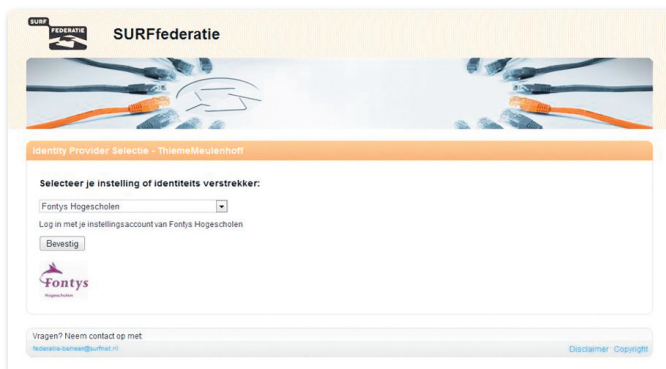 SURF
FEDERATIE
SURFfederatie
Identity Provider Selectie - ThiemeMeulenhoff
Selecteer je instelling of identiteits verstrekker:
Fontys Hogescholen
Log in met je instellingsaccount van Fontys Hogescholen
Bevestig
Fontys
Hogescholen
Vragen? Neem contact op met:
federatie-beheer@surfnet.nl
Disclaimer Copyright